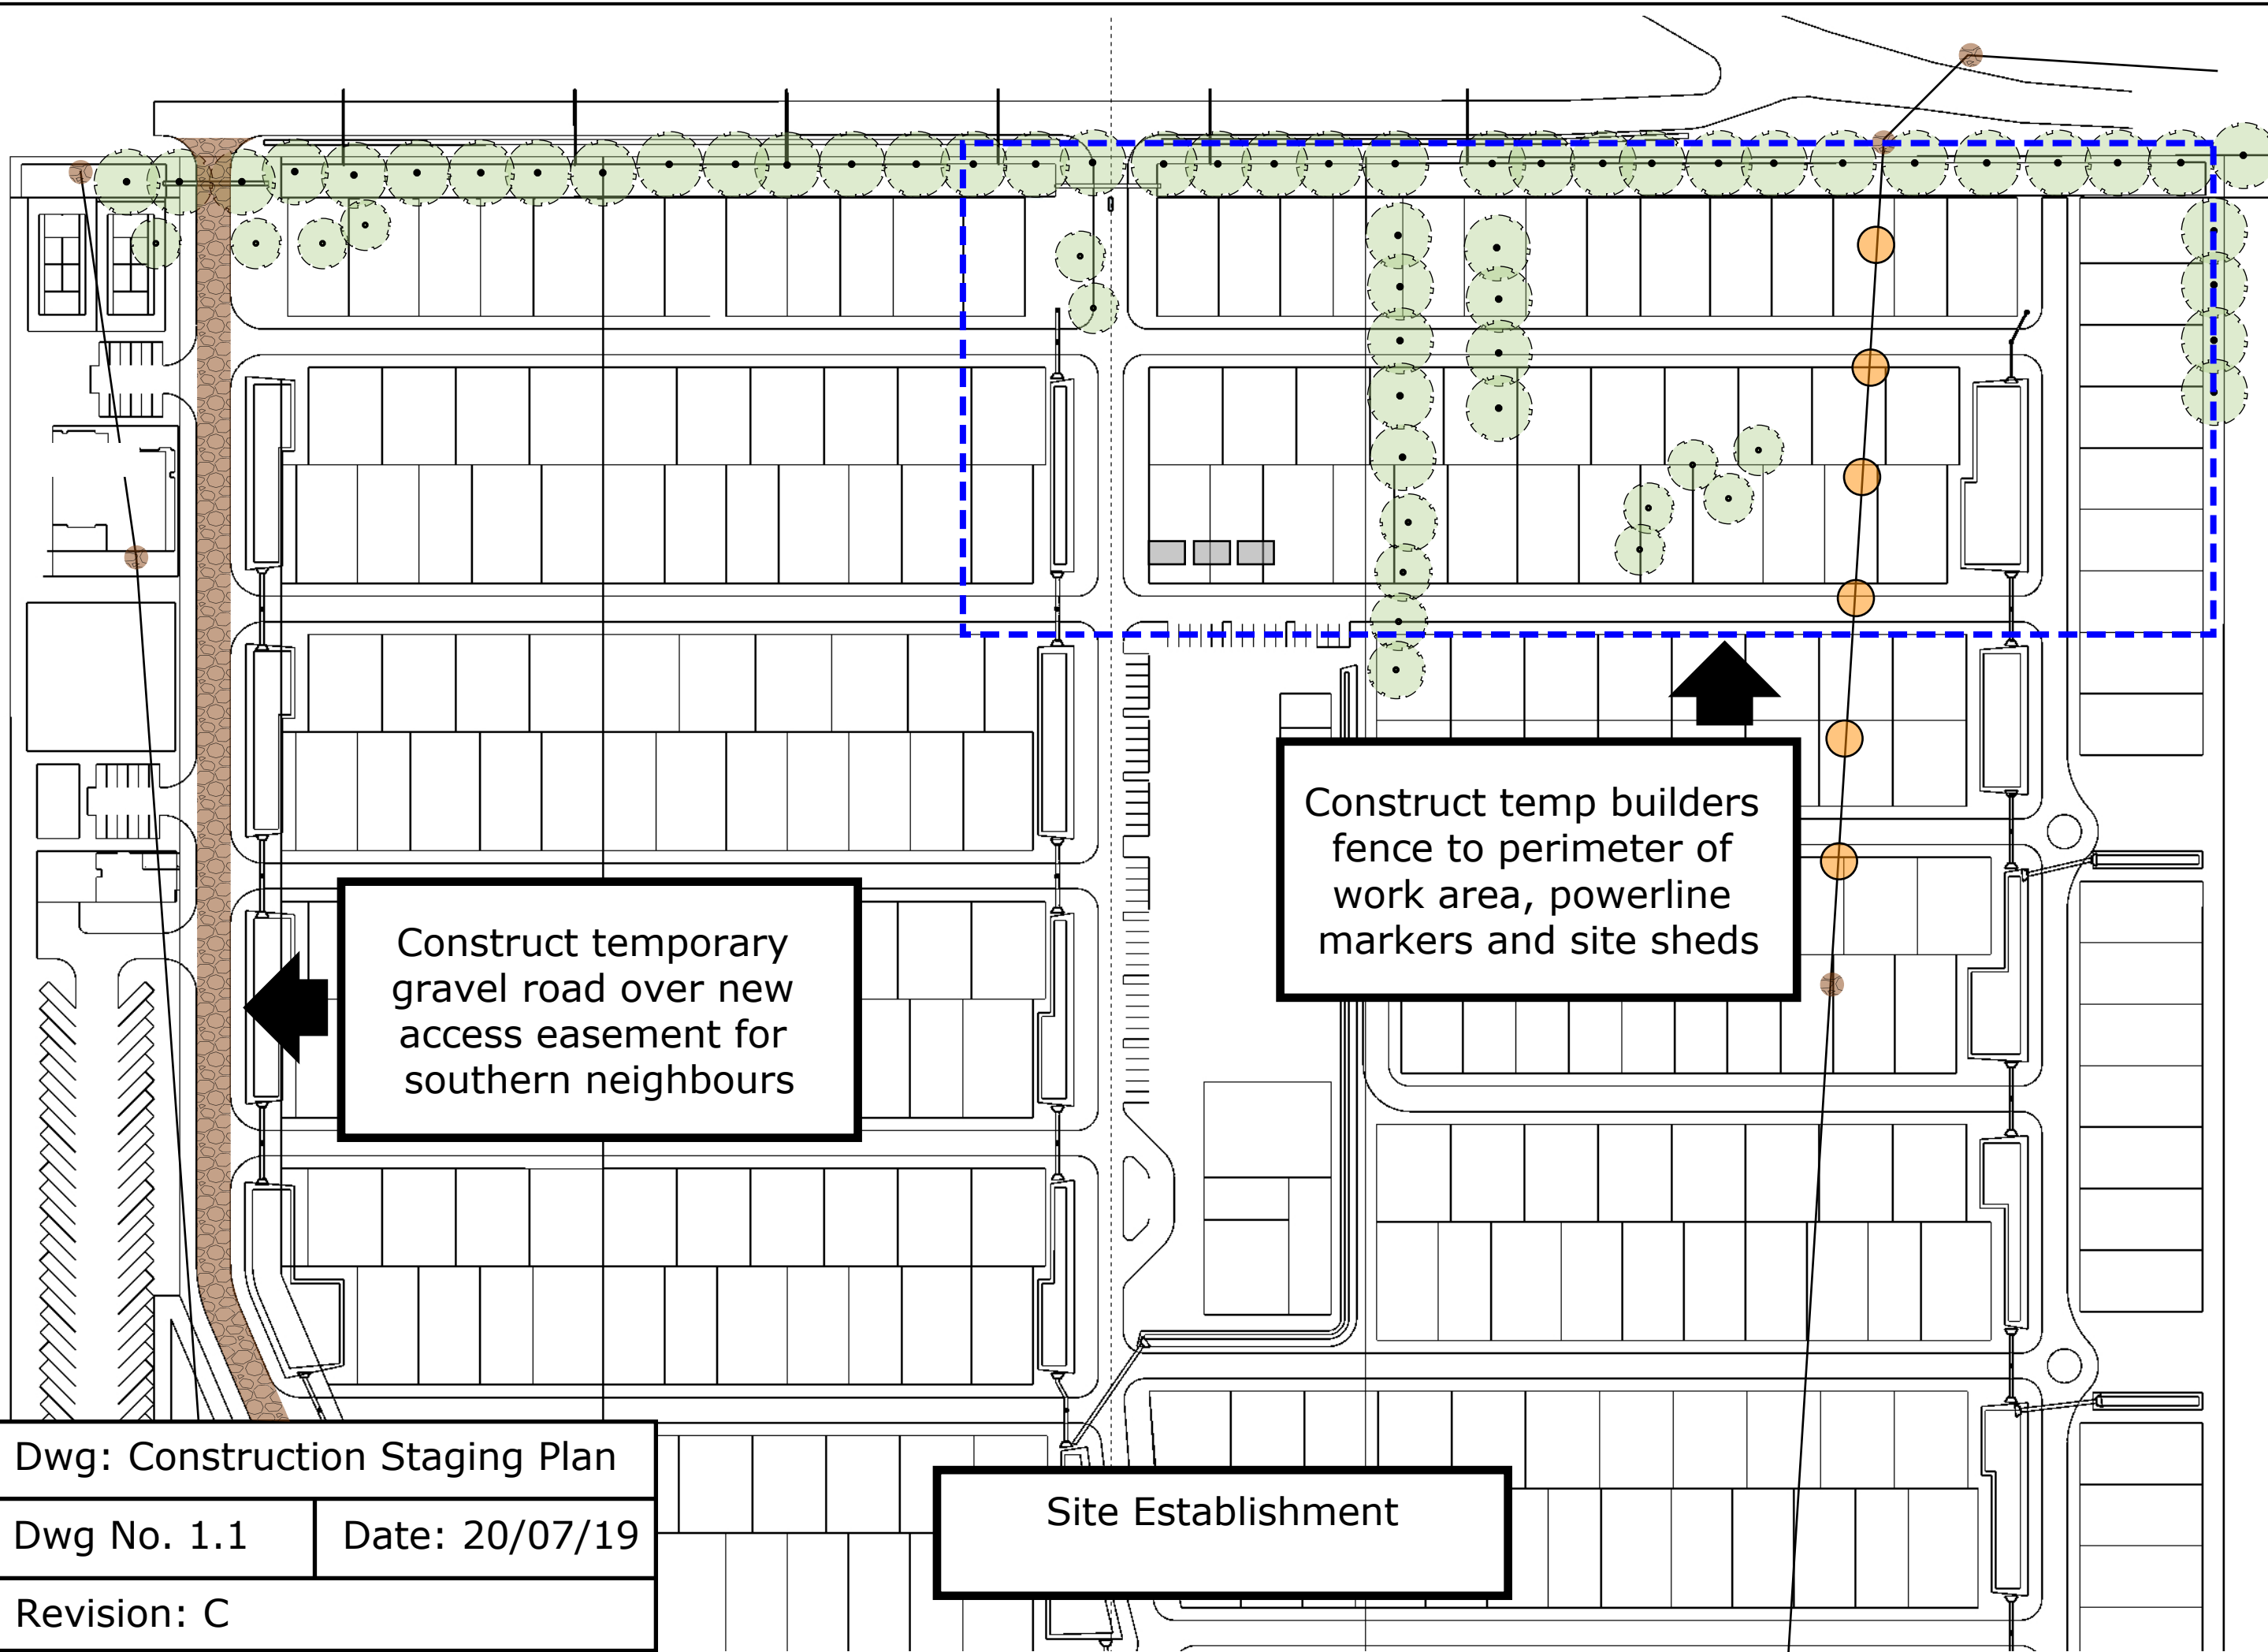 Construct temp builders
fence to perimeter of
work area, powerline
markers and site sheds
Construct temporary
gravel road over new
access easement for
southern neighbours
Site Establishment
Dwg: Construction Staging Plan
Dwg No. 1.1
Date: 20/07/19
Revision: C